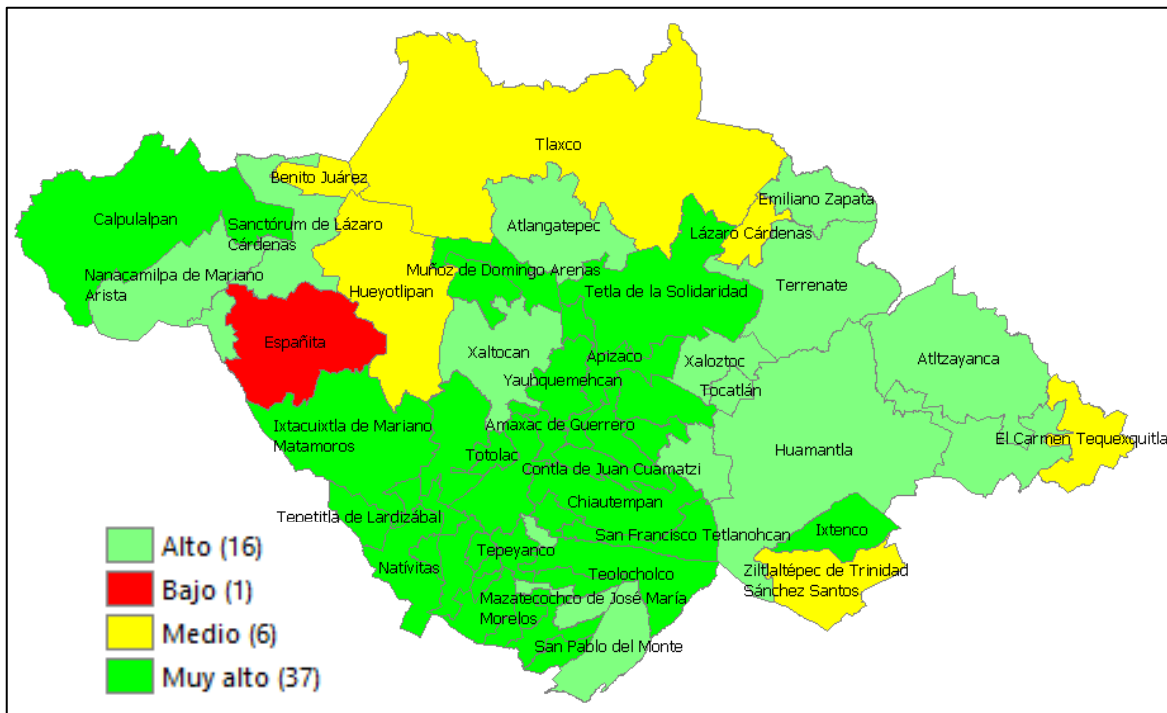 Tlaxco
Benito Juárez
Emiliano Zapata
Calpulalpan
Sanctórum de Lázaro
Cárdenas
Atlangatepec
Lázaro Cárdenas
Nanacamilpa de Mariano
Arista
Muñoz de Domingo Arenas
Hueyotlipan
Tetla de la Solidaridad
Terrenate
Españita
Xaltocan
Apizaco
Xaloztoc
Atltzayanca
Yauhquemehcan
Tocatlán
Ixtacuixtla de Mariano
Matamoros
Amaxac de Guerrero
El Carmen Tequexquitla
Totolac
Contla de Juan Cuamatzi
Huamantla
Chiautempan
Tepetitla de Lardizábal
San Francisco Tetlanohcan
Ixtenco
Tepeyanco
Natívitas
Teolocholco
Ziltlaltépec de Trinidad
Sánchez Santos
Mazatecochco de José María
Morelos
San Pablo del Monte
Alto (16)
Bajo (1)
Medio (6)
Muy alto (37)